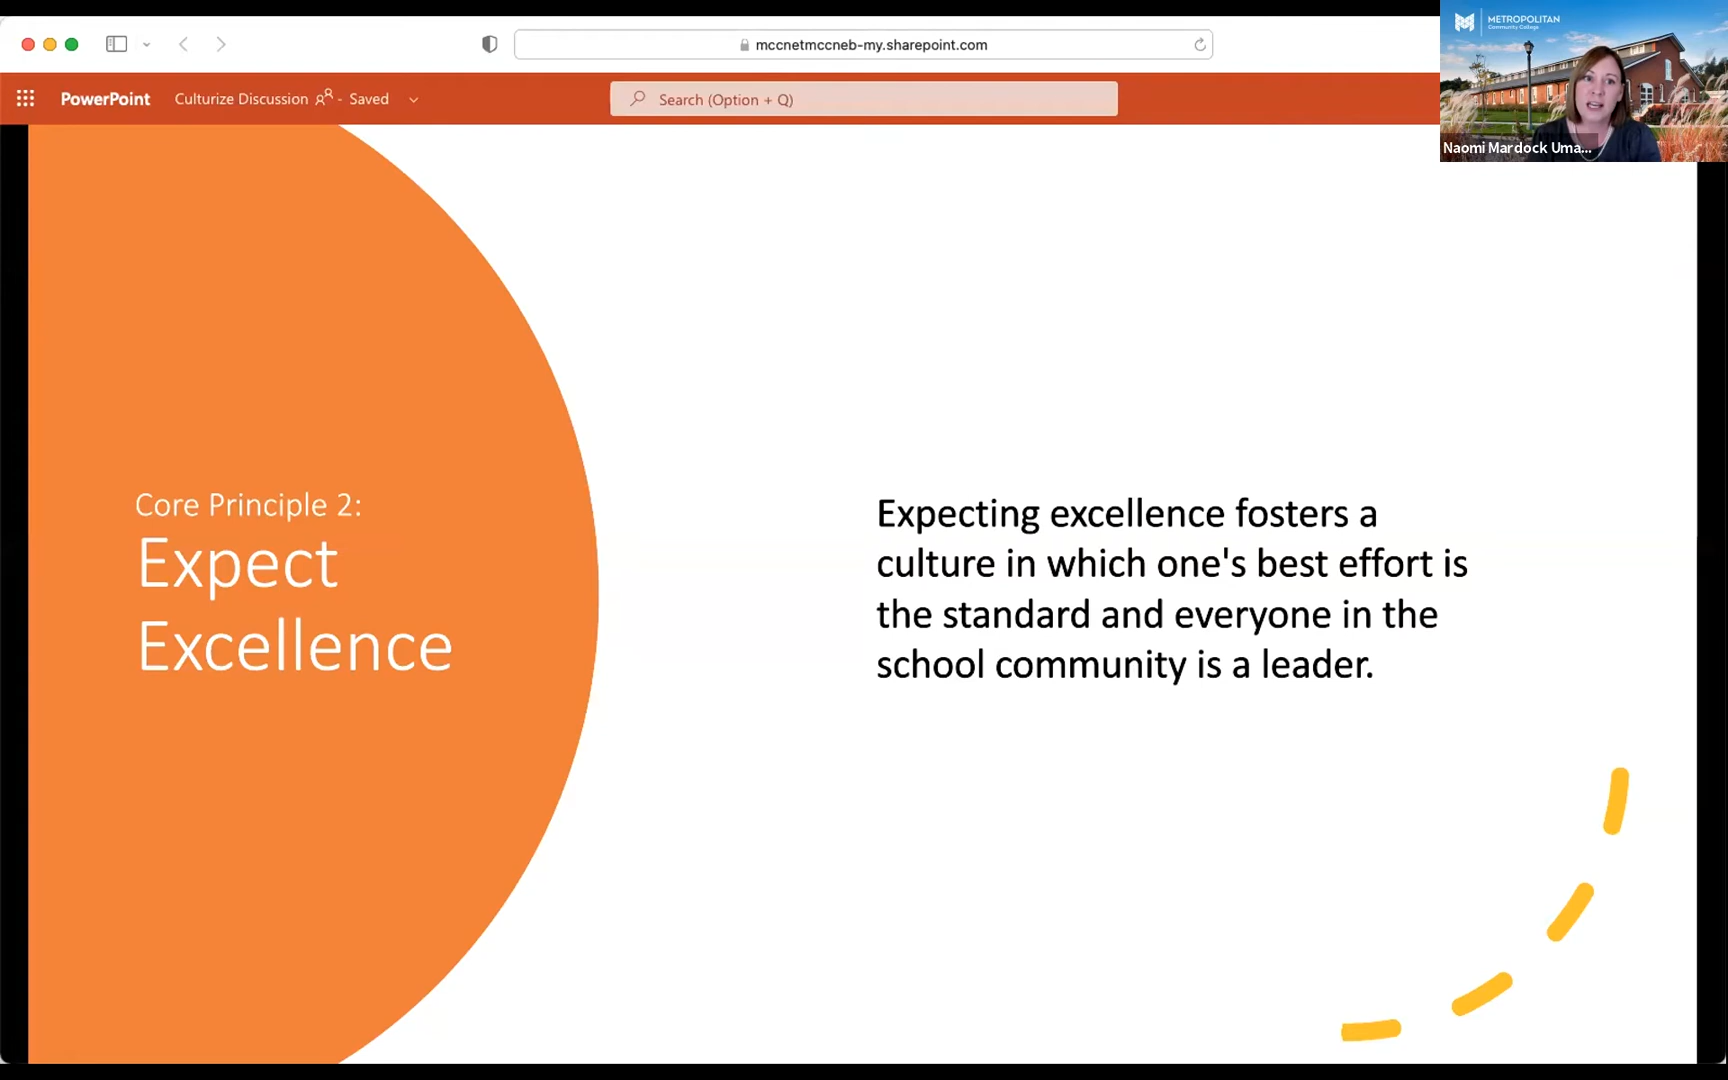 mccnetmccneb-my.sharepoint.com
PowerPoint
Culturize Discussion - Saved
Search (Option + Q)
METROPOLITAN
Community College
Naomi Mardock Uma...
Core Principle 2:
Expect
Excellence
Expecting excellence fosters a
culture in which one's best effort is
the standard and everyone in the
school community is a leader.